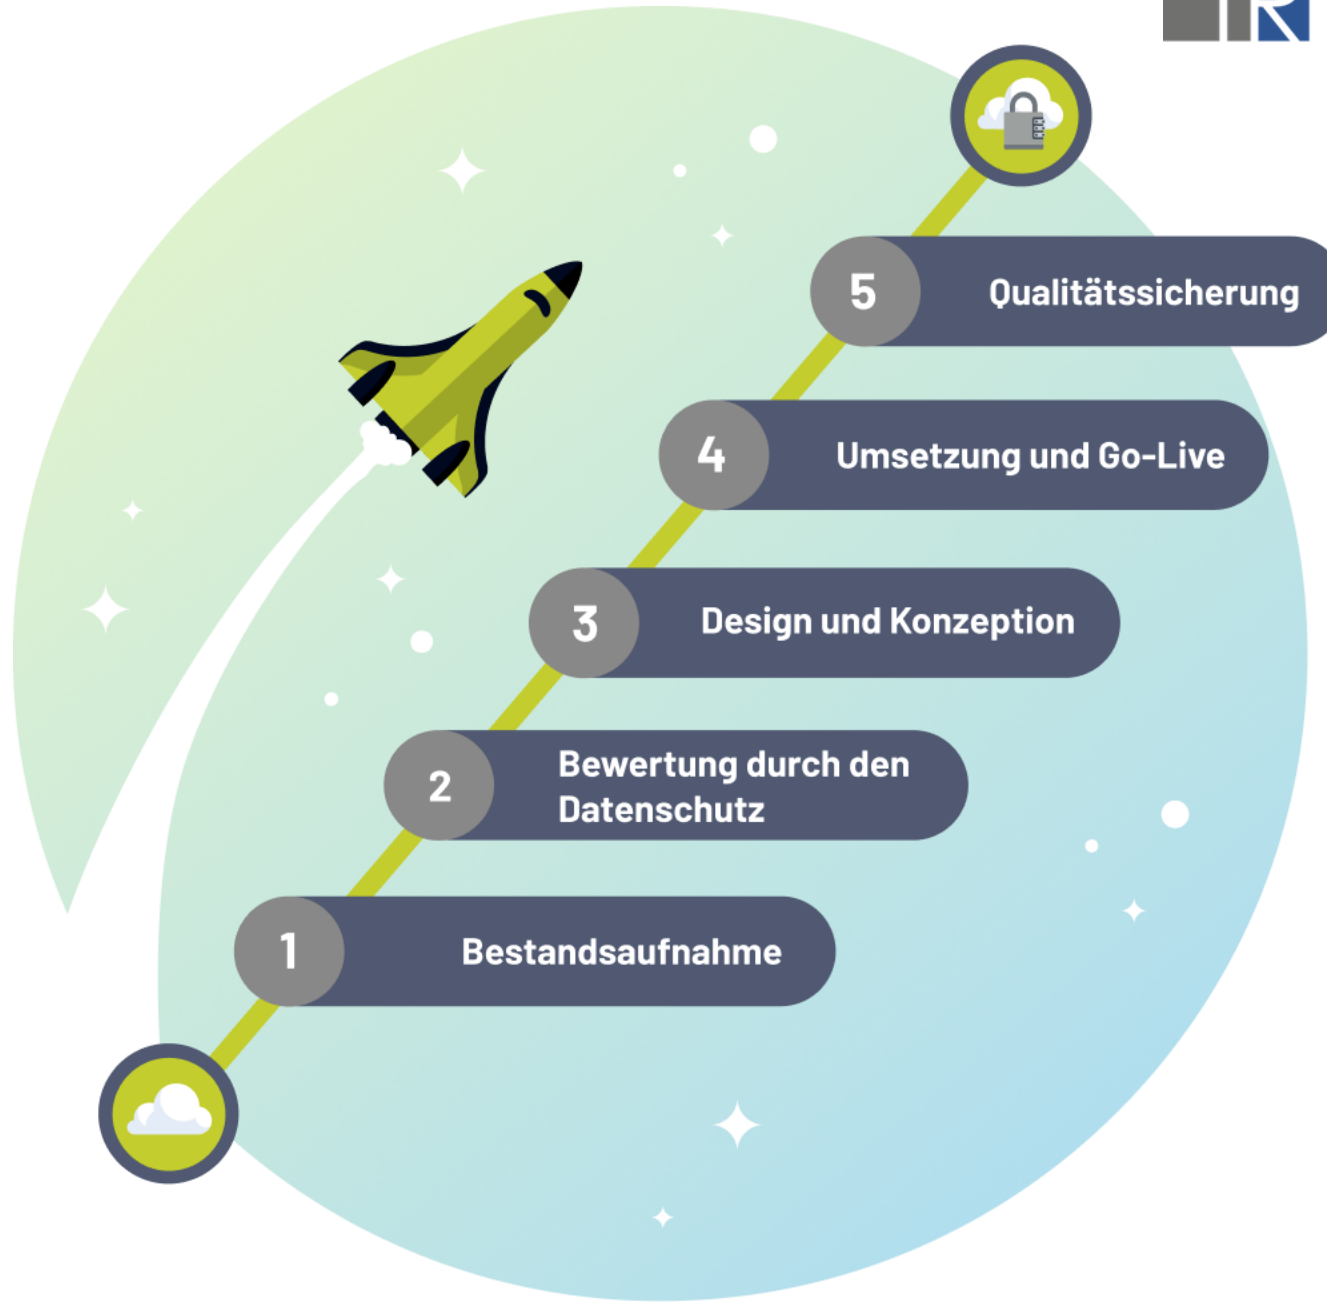 R
5
Qualitätssicherung
4
Umsetzung und Go-Live
3
Design und Konzeption
2
Bewertung durch den
Datenschutz
1
Bestandsaufnahme